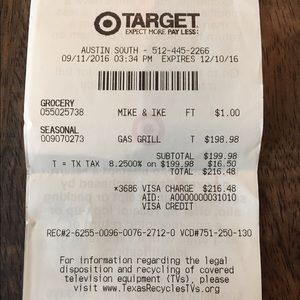 TARGET
EXPECT MORE. PAY LESS.
AUSTIN SOUTH - 512-445-2266
09/11/2016 03:34 PM EXPIRES 12/10/16
GROCERY
055025738 MIKE & IKE FT $1.00
SEASONAL
009070273 GAS GRILL T $198.98
SUBTOTAL $199.98
T = TX TAX 8.2500% on $199.98 $16.50
TOTAL $216.48
*3686 VISA CHARGE $216.48
AID: A0000000031010
VISA CREDIT
REC#2-6255-0096-0076-2712-0 VCD#751-250-130
For information regarding the legal
disposition and recycling of covered
television equipment (TVs), please
visit www.TexasRecyclesTVs.org